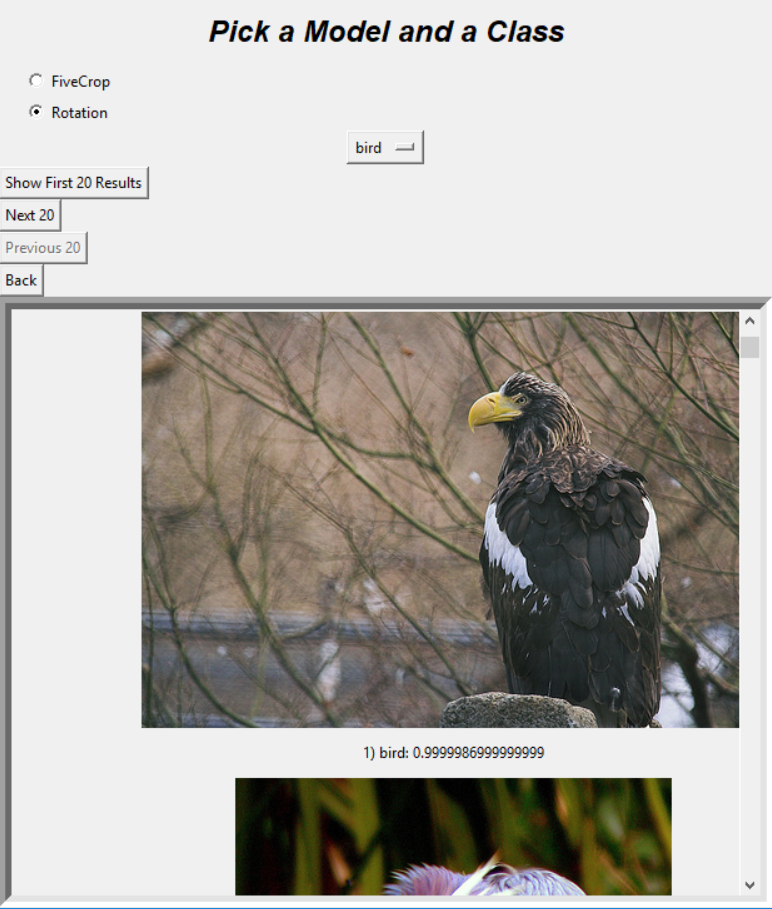 Pick a Model and a Class
FiveCrop
Rotation
bird
Show First 20 Results
Next 20
Previous 20
Back
1) bird: 0.9999986999999999